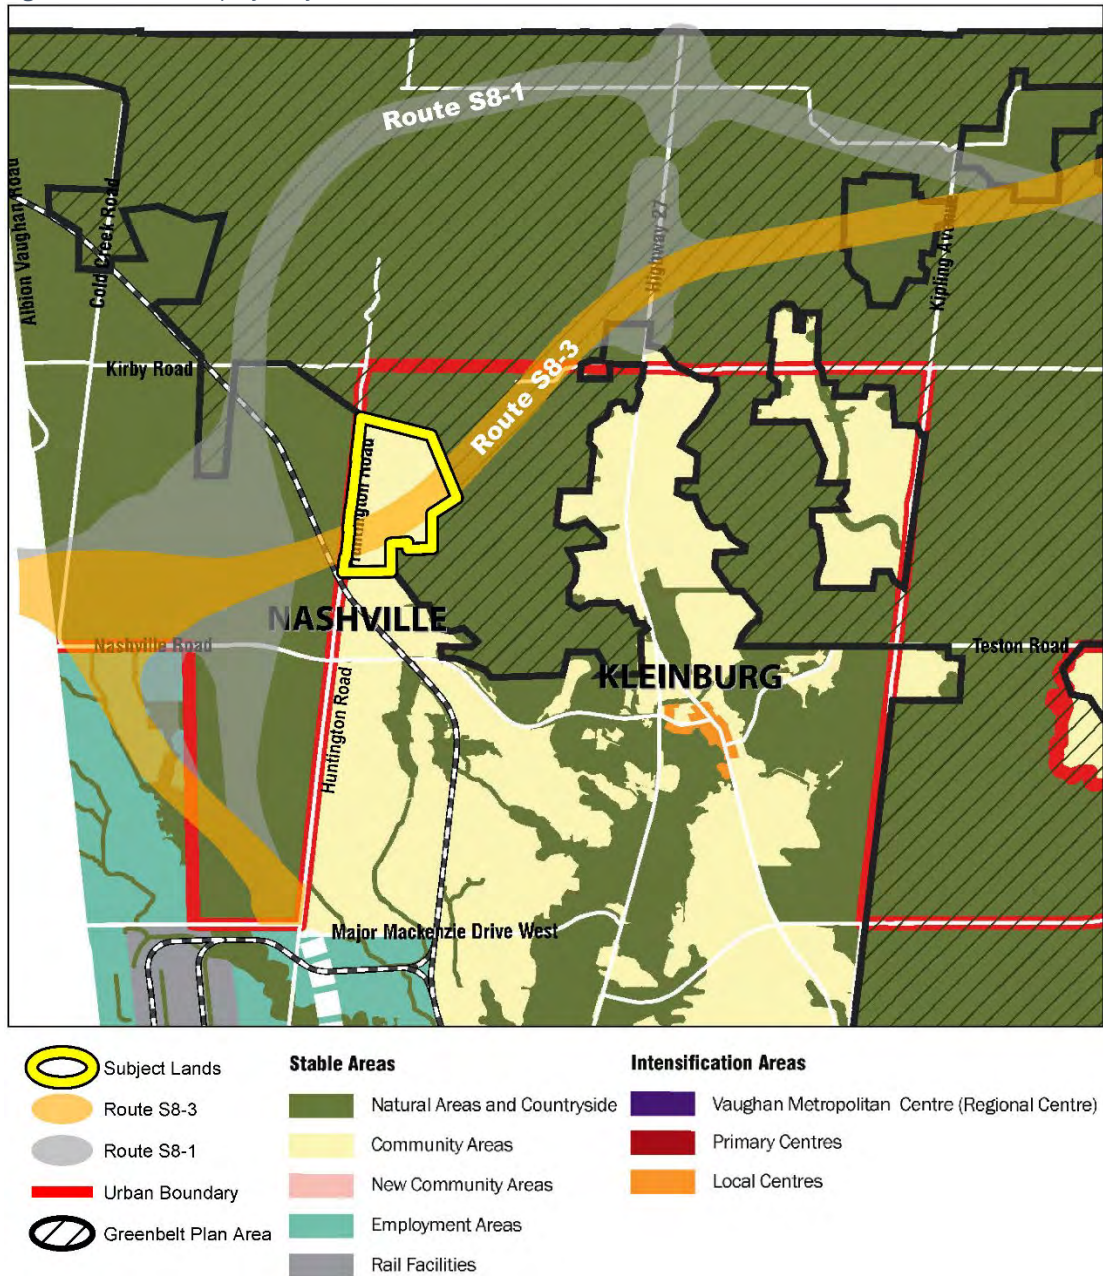 Route S8-1
Albion Vaughan Road
Cold Creek Road
Highway 27
Kipling Avenue
Kirby Road
Route S8-3
Huntington Road
NASHVILLE
Nashville Road
Teston Road
KLEINBURG
Huntington Road
Major Mackenzie Drive West
Subject Lands
Route S8-3
Route S8-1
Urban Boundary
Greenbelt Plan Area
Stable Areas
Natural Areas and Countryside
Community Areas
New Community Areas
Employment Areas
Rail Facilities
Intensification Areas
Vaughan Metropolitan Centre (Regional Centre)
Primary Centres
Local Centres